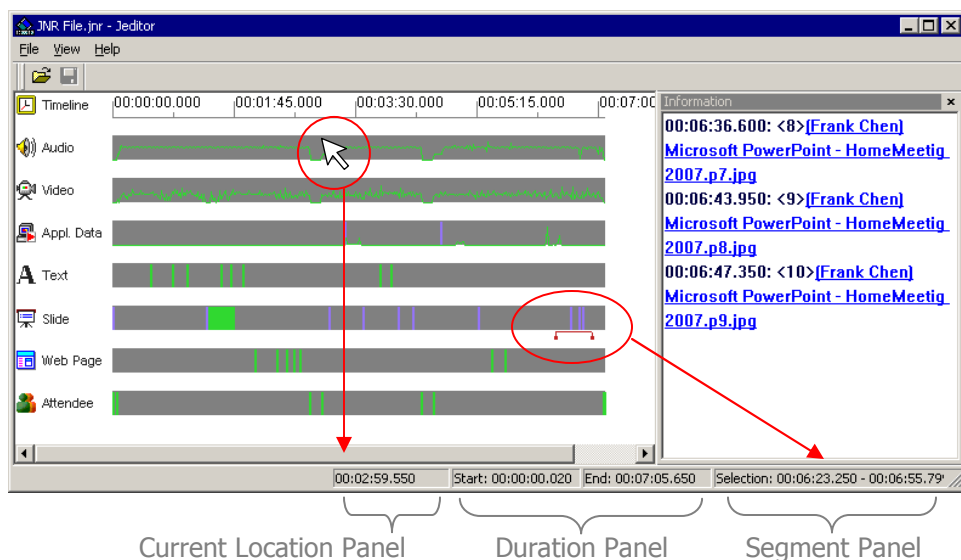 JNR File.jnr - Jeditor
File View Help
Timeline
00:00:00.000 00:01:45.000 00:03:30.000 00:05:15.000 00:07:00
Audio
Video
Appl. Data
Text
Slide
Web Page
Attendee
Information
00:06:36.600: <8>(Frank Chen)
Microsoft PowerPoint - HomeMeetig
2007.p7.jpg
00:06:43.950: <9>(Frank Chen)
Microsoft PowerPoint - HomeMeetig
2007.p8.jpg
00:06:47.350: <10>(Frank Chen)
Microsoft PowerPoint - HomeMeetig
2007.p9.jpg
00:02:59.550 Start: 00:00:00.020 End: 00:07:05.650 Selection: 00:06:23.250 - 00:06:55.79
Current Location Panel Duration Panel Segment Panel